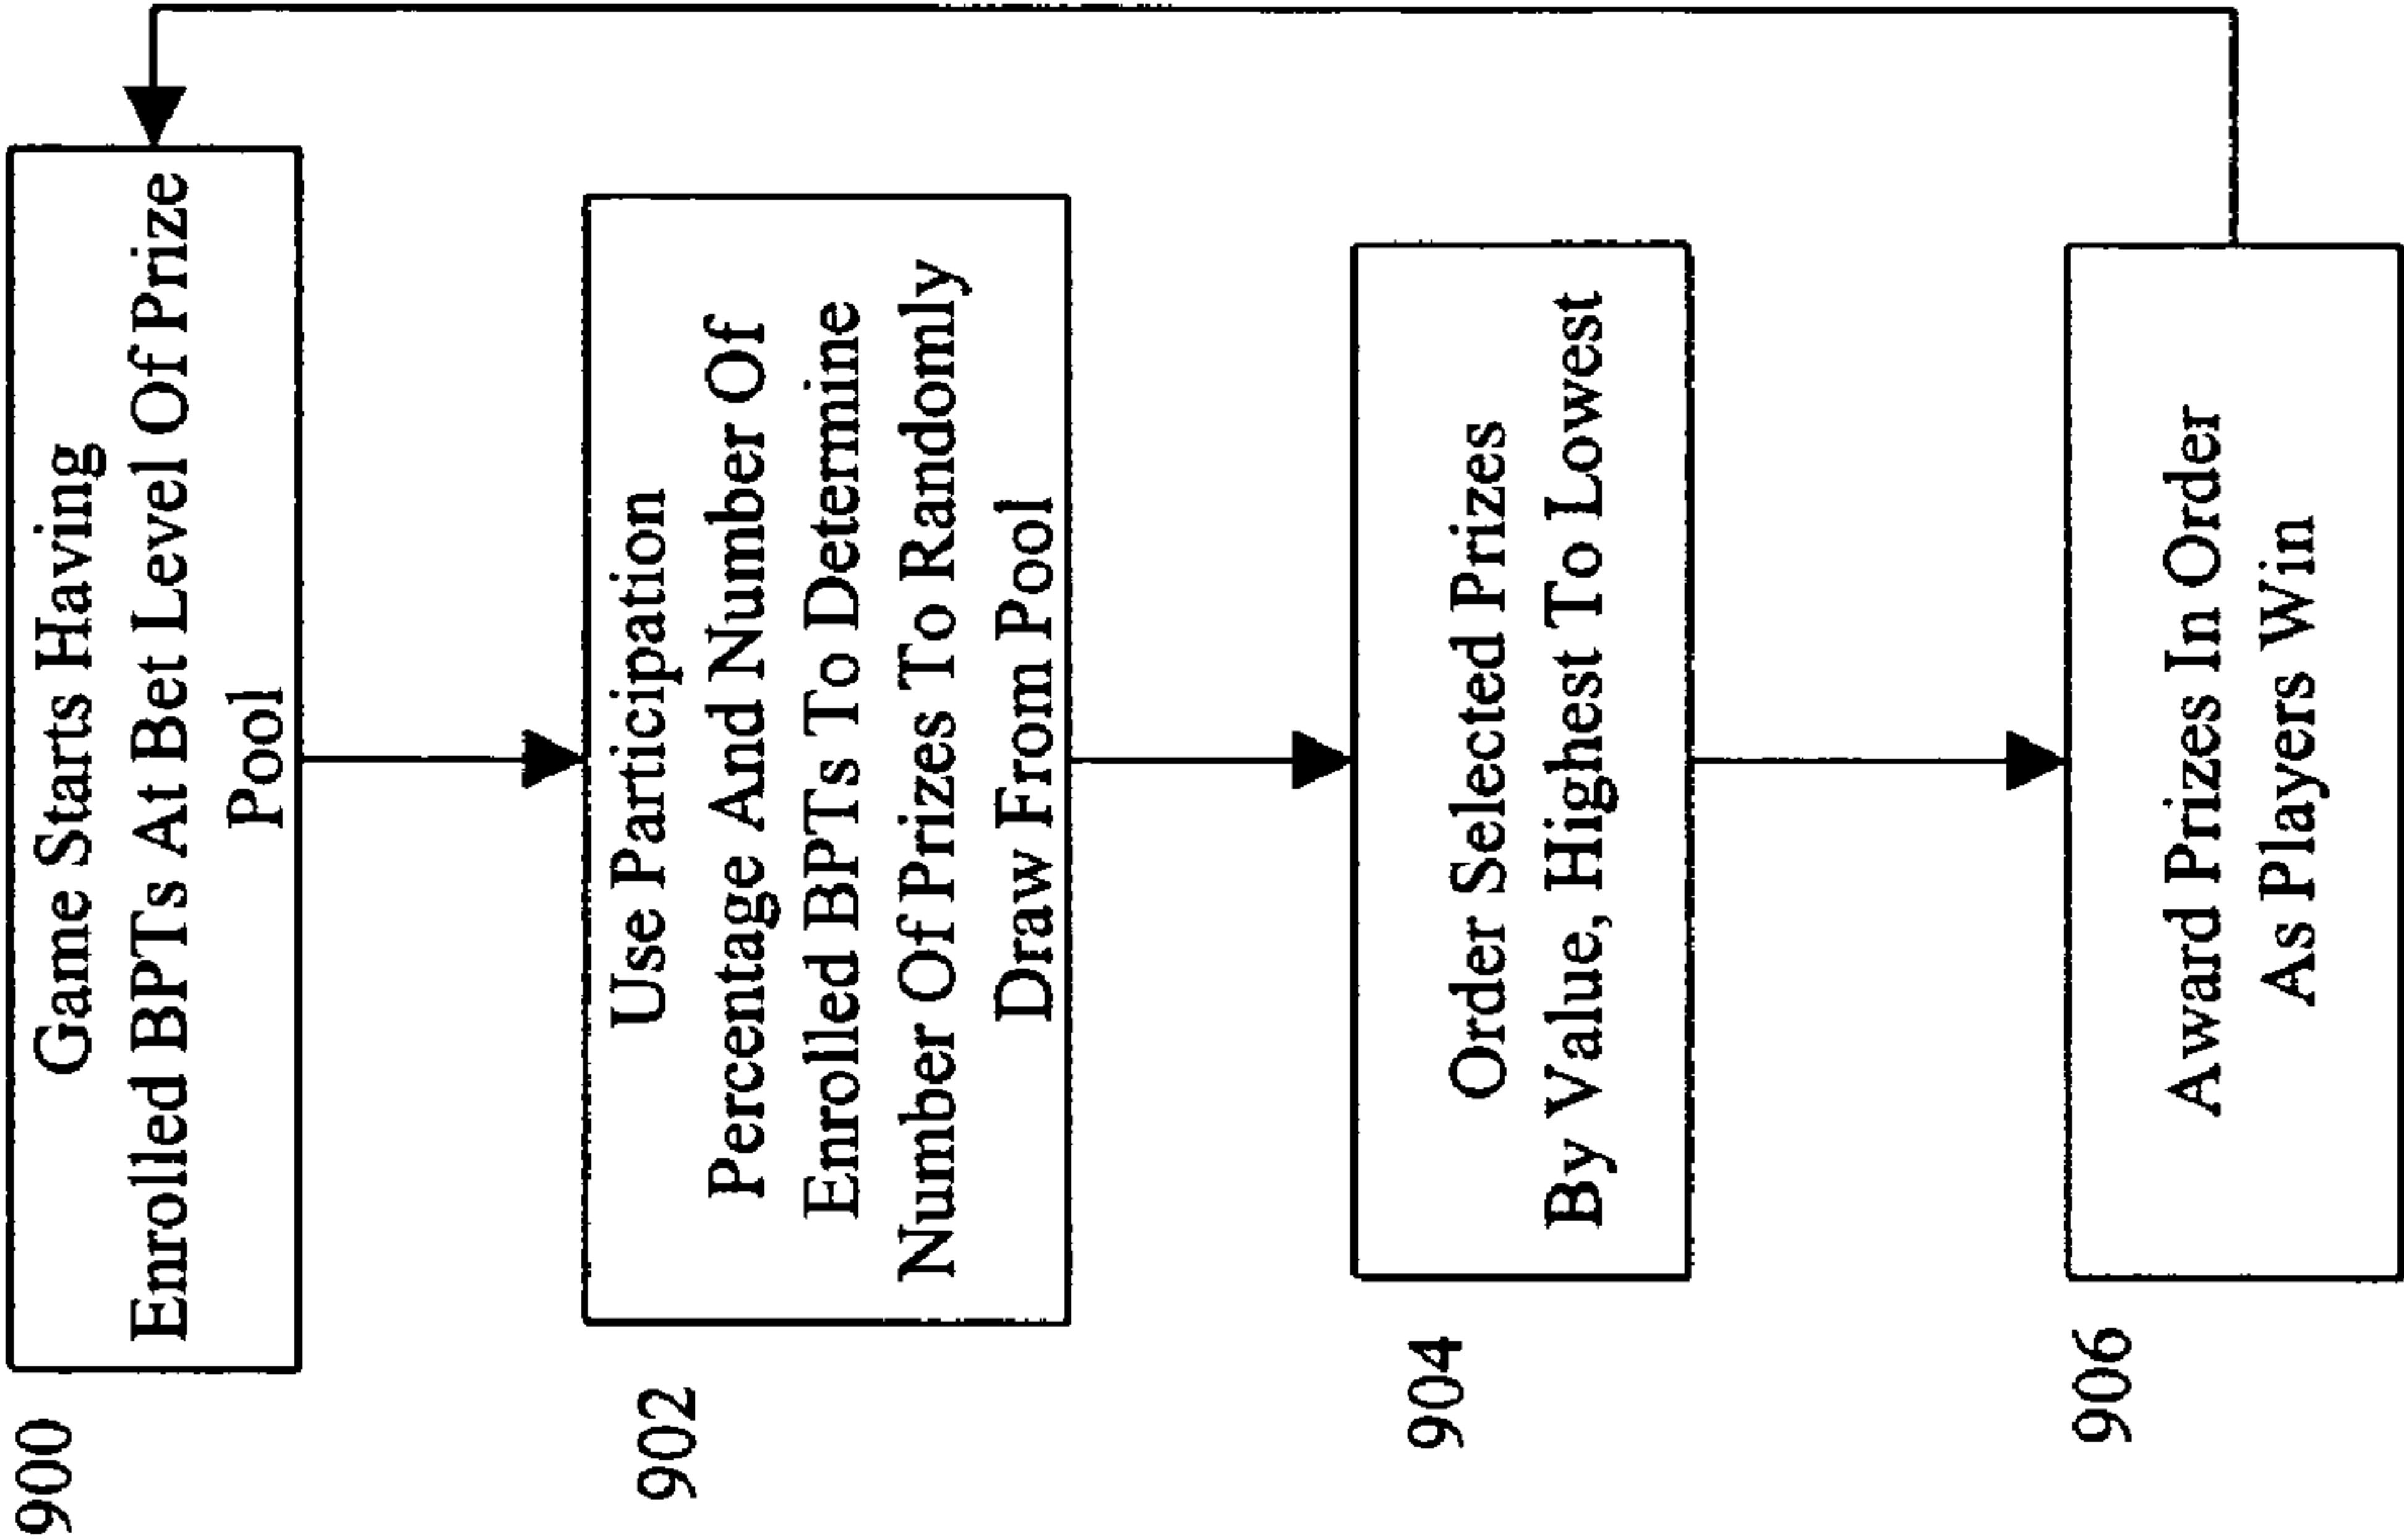 900
Game Starts Having
Enrolled BPTs At Bet Level Of Prize
Pool
902
Use Participation
Percentage And Number Of
Enrolled BPTs To Determine
Number Of Prizes To Randomly
Draw From Pool
904
Order Selected Prizes
By Value, Highest To Lowest
906
Award Prizes In Order
As Players Win